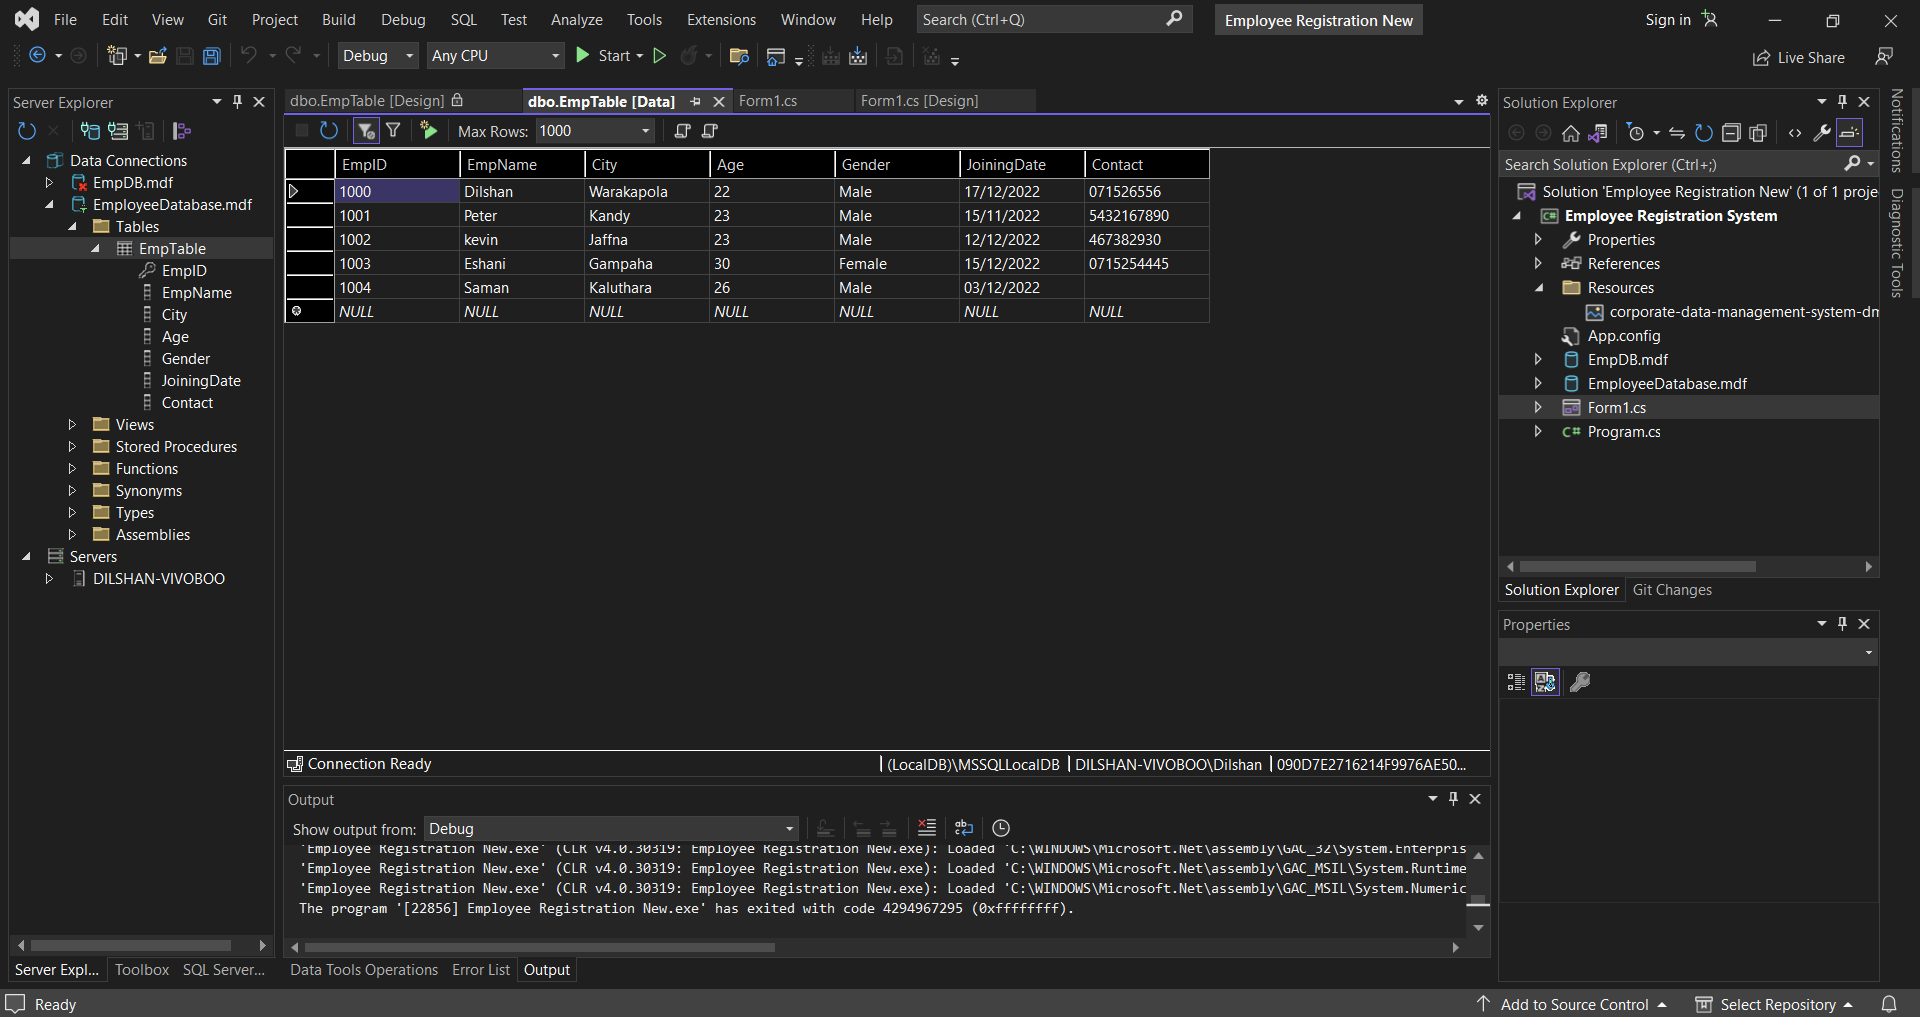 File Edit View Git Project Build Debug SQL Test Analyze Tools Extensions Window Help Search (Ctrl+Q) Employee Registration New Sign in
Debug Any CPU Start Live Share
Server Explorer
Data Connections
EmpDB.mdf
EmployeeDatabase.mdf
Tables
EmpTable
EmpID
EmpName
City
Age
Gender
JoiningDate
Contact
Views
Stored Procedures
Functions
Synonyms
Types
Assemblies
Servers
DILSHAN-VIVOBOO
Server Expl... Toolbox SQL Server...
dbo.EmpTable [Design] dbo.EmpTable [Data] Form1.cs Form1.cs [Design]
Max Rows: 1000
EmpID EmpName City Age Gender JoiningDate Contact
1000 Dilshan Warakapola 22 Male 17/12/2022 071526556
1001 Peter Kandy 23 Male 15/11/2022 5432167890
1002 kevin Jaffna 23 Male 12/12/2022 467382930
1003 Eshani Gampaha 30 Female 15/12/2022 0715254445
1004 Saman Kaluthara 26 Male 03/12/2022
NULL NULL NULL NULL NULL NULL NULL
Connection Ready (LocalDB)\MSSQLLocalDB DILSHAN-VIVOBOO\Dilshan 090D7E2716214F9976AE50...
Output
Show output from: Debug
'Employee Registration New.exe' (CLR v4.0.30319: Employee Registration New.exe): Loaded 'C:\WINDOWS\Microsoft.Net\assembly\GAC_32\System.Enterpris
'Employee Registration New.exe' (CLR v4.0.30319: Employee Registration New.exe): Loaded 'C:\WINDOWS\Microsoft.Net\assembly\GAC_MSIL\System.Runtime
'Employee Registration New.exe' (CLR v4.0.30319: Employee Registration New.exe): Loaded 'C:\WINDOWS\Microsoft.Net\assembly\GAC_MSIL\System.Numeric
The program '[22856] Employee Registration New.exe' has exited with code 4294967295 (0xffffffff).
Data Tools Operations Error List Output
Solution Explorer
Search Solution Explorer (Ctrl+;)
Solution 'Employee Registration New' (1 of 1 proje
Employee Registration System
Properties
References
Resources
corporate-data-management-system-dm
App.config
EmpDB.mdf
EmployeeDatabase.mdf
Form1.cs
C# Program.cs
Solution Explorer Git Changes
Properties
Notifications
Diagnostic Tools
Ready Add to Source Control Select Repository